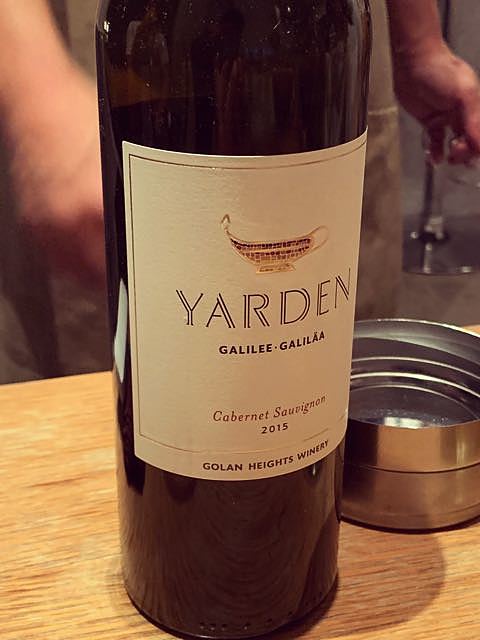 YARDEN
GALILEE·GALILÄA
Cabernet Sauvignon
2015
GOLAN HEIGHTS WINERY